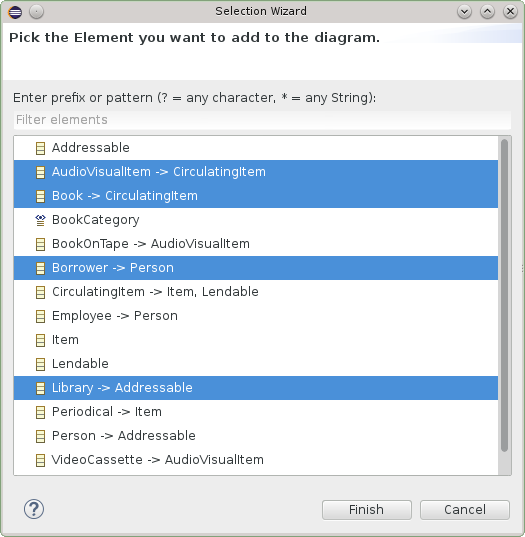 Selection Wizard
Pick the Element you want to add to the diagram.
Enter prefix or pattern (? = any character, * = any String):
Filter elements
Addressable
AudioVisualItem -> CirculatingItem
Book -> CirculatingItem
BookCategory
BookOnTape -> AudioVisualItem
Borrower -> Person
CirculatingItem -> Item, Lendable
Employee -> Person
Item
Lendable
Library -> Addressable
Periodical -> Item
Person -> Addressable
VideoCassette -> AudioVisualItem
? Finish Cancel